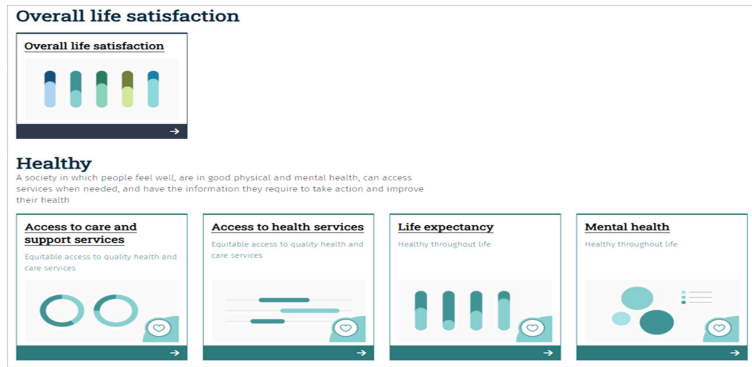 Overall life satisfaction
Overall life satisfaction
Healthy
A society in which people feel well, are in good physical and mental health, can access
services when needed, and have the information they require to take action and improve
their health
Access to care and
support services
Equitable access to quality health and
care services
Access to health services
Equitable access to quality health and
care services
Life expectancy
Healthy throughout life
Mental health
Healthy throughout life